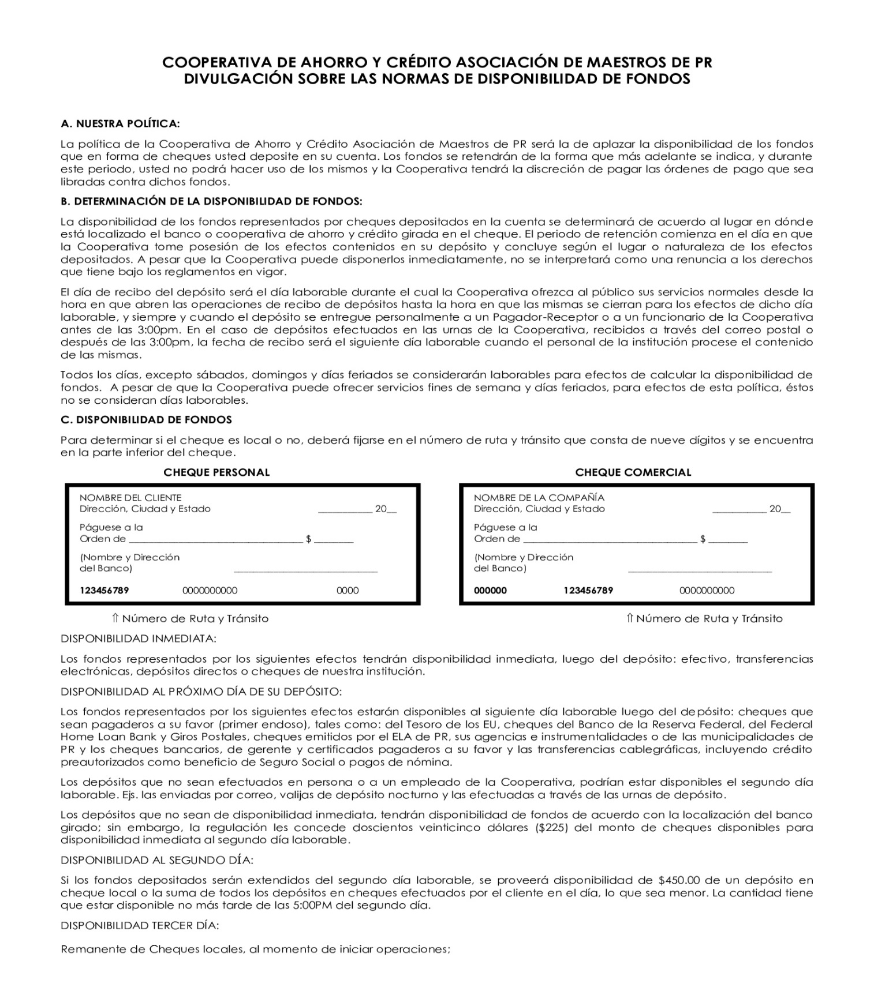 COOPERATIVA DE AHORRO Y CRÉDITO ASOCIACIÓN DE MAESTROS DE PR
DIVULGACIÓN SOBRE LAS NORMAS DE DISPONIBILIDAD DE FONDOS
A. NUESTRA POLÍTICA:
La política de la Cooperativa de Ahorro y Crédito Asociación de Maestros de PR será la de aplazar la disponibilidad de los fondos
que en forma de cheques usted deposite en su cuenta. Los fondos se retendrán de la forma que más adelante se indica, y durante
este periodo, usted no podrá hacer uso de los mismos y la Cooperativa tendrá la discreción de pagar las órdenes de pago que sea
libradas contra dichos fondos.
B. DETERMINACIÓN DE LA DISPONIBILIDAD DE FONDOS:
La disponibilidad de los fondos representados por cheques depositados en la cuenta se determinará de acuerdo al lugar en dónde
está localizado el banco o cooperativa de ahorro y crédito girada en el cheque. El periodo de retención comienza en el día en que
la Cooperativa tome posesión de los efectos contenidos en su depósito y concluye según el lugar o naturaleza de los efectos
depositados. A pesar que la Cooperativa puede disponerlos inmediatamente, no se interpretará como una renuncia a los derechos
que tiene bajo los reglamentos en vigor.
El día de recibo del depósito será el día laborable durante el cual la Cooperativa ofrezca al público sus servicios normales desde la
hora en que abren las operaciones de recibo de depósitos hasta la hora en que las mismas se cierran para los efectos de dicho día
laborable, y siempre y cuando el depósito se entregue personalmente a un Pagador-Receptor o a un funcionario de la Cooperativa
antes de las 3:00pm. En el caso de depósitos efectuados en las urnas de la Cooperativa, recibidos a través del correo postal o
después de las 3:00pm, la fecha de recibo será el siguiente día laborable cuando el personal de la institución procese el contenido
de las mismas.
Todos los días, excepto sábados, domingos y días feriados se considerarán laborables para efectos de calcular la disponibilidad de
fondos. A pesar de que la Cooperativa puede ofrecer servicios fines de semana y días feriados, para efectos de esta política, éstos
no se consideran días laborables.
C. DISPONIBILIDAD DE FONDOS
Para determinar si el cheque es local o no, deberá fijarse en el número de ruta y tránsito que consta de nueve dígitos y se encuentra
en la parte inferior del cheque.
CHEQUE PERSONAL
NOMBRE DEL CLIENTE
Dirección, Ciudad y Estado __________ 20__
Páguese a la
Orden de ________________________________ $ _______
(Nombre y Dirección
del Banco) __________________________
123456789 0000000000 0000
⇑ Número de Ruta y Tránsito
CHEQUE COMERCIAL
NOMBRE DE LA COMPAÑÍA
Dirección, Ciudad y Estado __________ 20__
Páguese a la
Orden de ________________________________ $ _______
(Nombre y Dirección
del Banco) __________________________
000000 123456789 0000000000
⇑ Número de Ruta y Tránsito
DISPONIBILIDAD INMEDIATA:
Los fondos representados por los siguientes efectos tendrán disponibilidad inmediata, luego del depósito: efectivo, transferencias
electrónicas, depósitos directos o cheques de nuestra institución.
DISPONIBILIDAD AL PRÓXIMO DÍA DE SU DEPÓSITO:
Los fondos representados por los siguientes efectos estarán disponibles al siguiente día laborable luego del depósito: cheques que
sean pagaderos a su favor (primer endoso), tales como: del Tesoro de los EU, cheques del Banco de la Reserva Federal, del Federal
Home Loan Bank y Giros Postales, cheques emitidos por el ELA de PR, sus agencias e instrumentalidades o de las municipalidades de
PR y los cheques bancarios, de gerente y certificados pagaderos a su favor y las transferencias cablegráficas, incluyendo crédito
preautorizados como beneficio de Seguro Social o pagos de nómina.
Los depósitos que no sean efectuados en persona o a un empleado de la Cooperativa, podrían estar disponibles el segundo día
laborable. Ejs. las enviadas por correo, valijas de depósito nocturno y las efectuadas a través de las urnas de depósito.
Los depósitos que no sean de disponibilidad inmediata, tendrán disponibilidad de fondos de acuerdo con la localización del banco
girado; sin embargo, la regulación les concede doscientos veinticinco dólares ($225) del monto de cheques disponibles para
disponibilidad inmediata al segundo día laborable.
DISPONIBILIDAD AL SEGUNDO DÍA:
Si los fondos depositados serán extendidos del segundo día laborable, se proveerá disponibilidad de $450.00 de un depósito en
cheque local o la suma de todos los depósitos en cheques efectuados por el cliente en el día, lo que sea menor. La cantidad tiene
que estar disponible no más tarde de las 5:00PM del segundo día.
DISPONIBILIDAD TERCER DÍA:
Remanente de Cheques locales, al momento de iniciar operaciones;